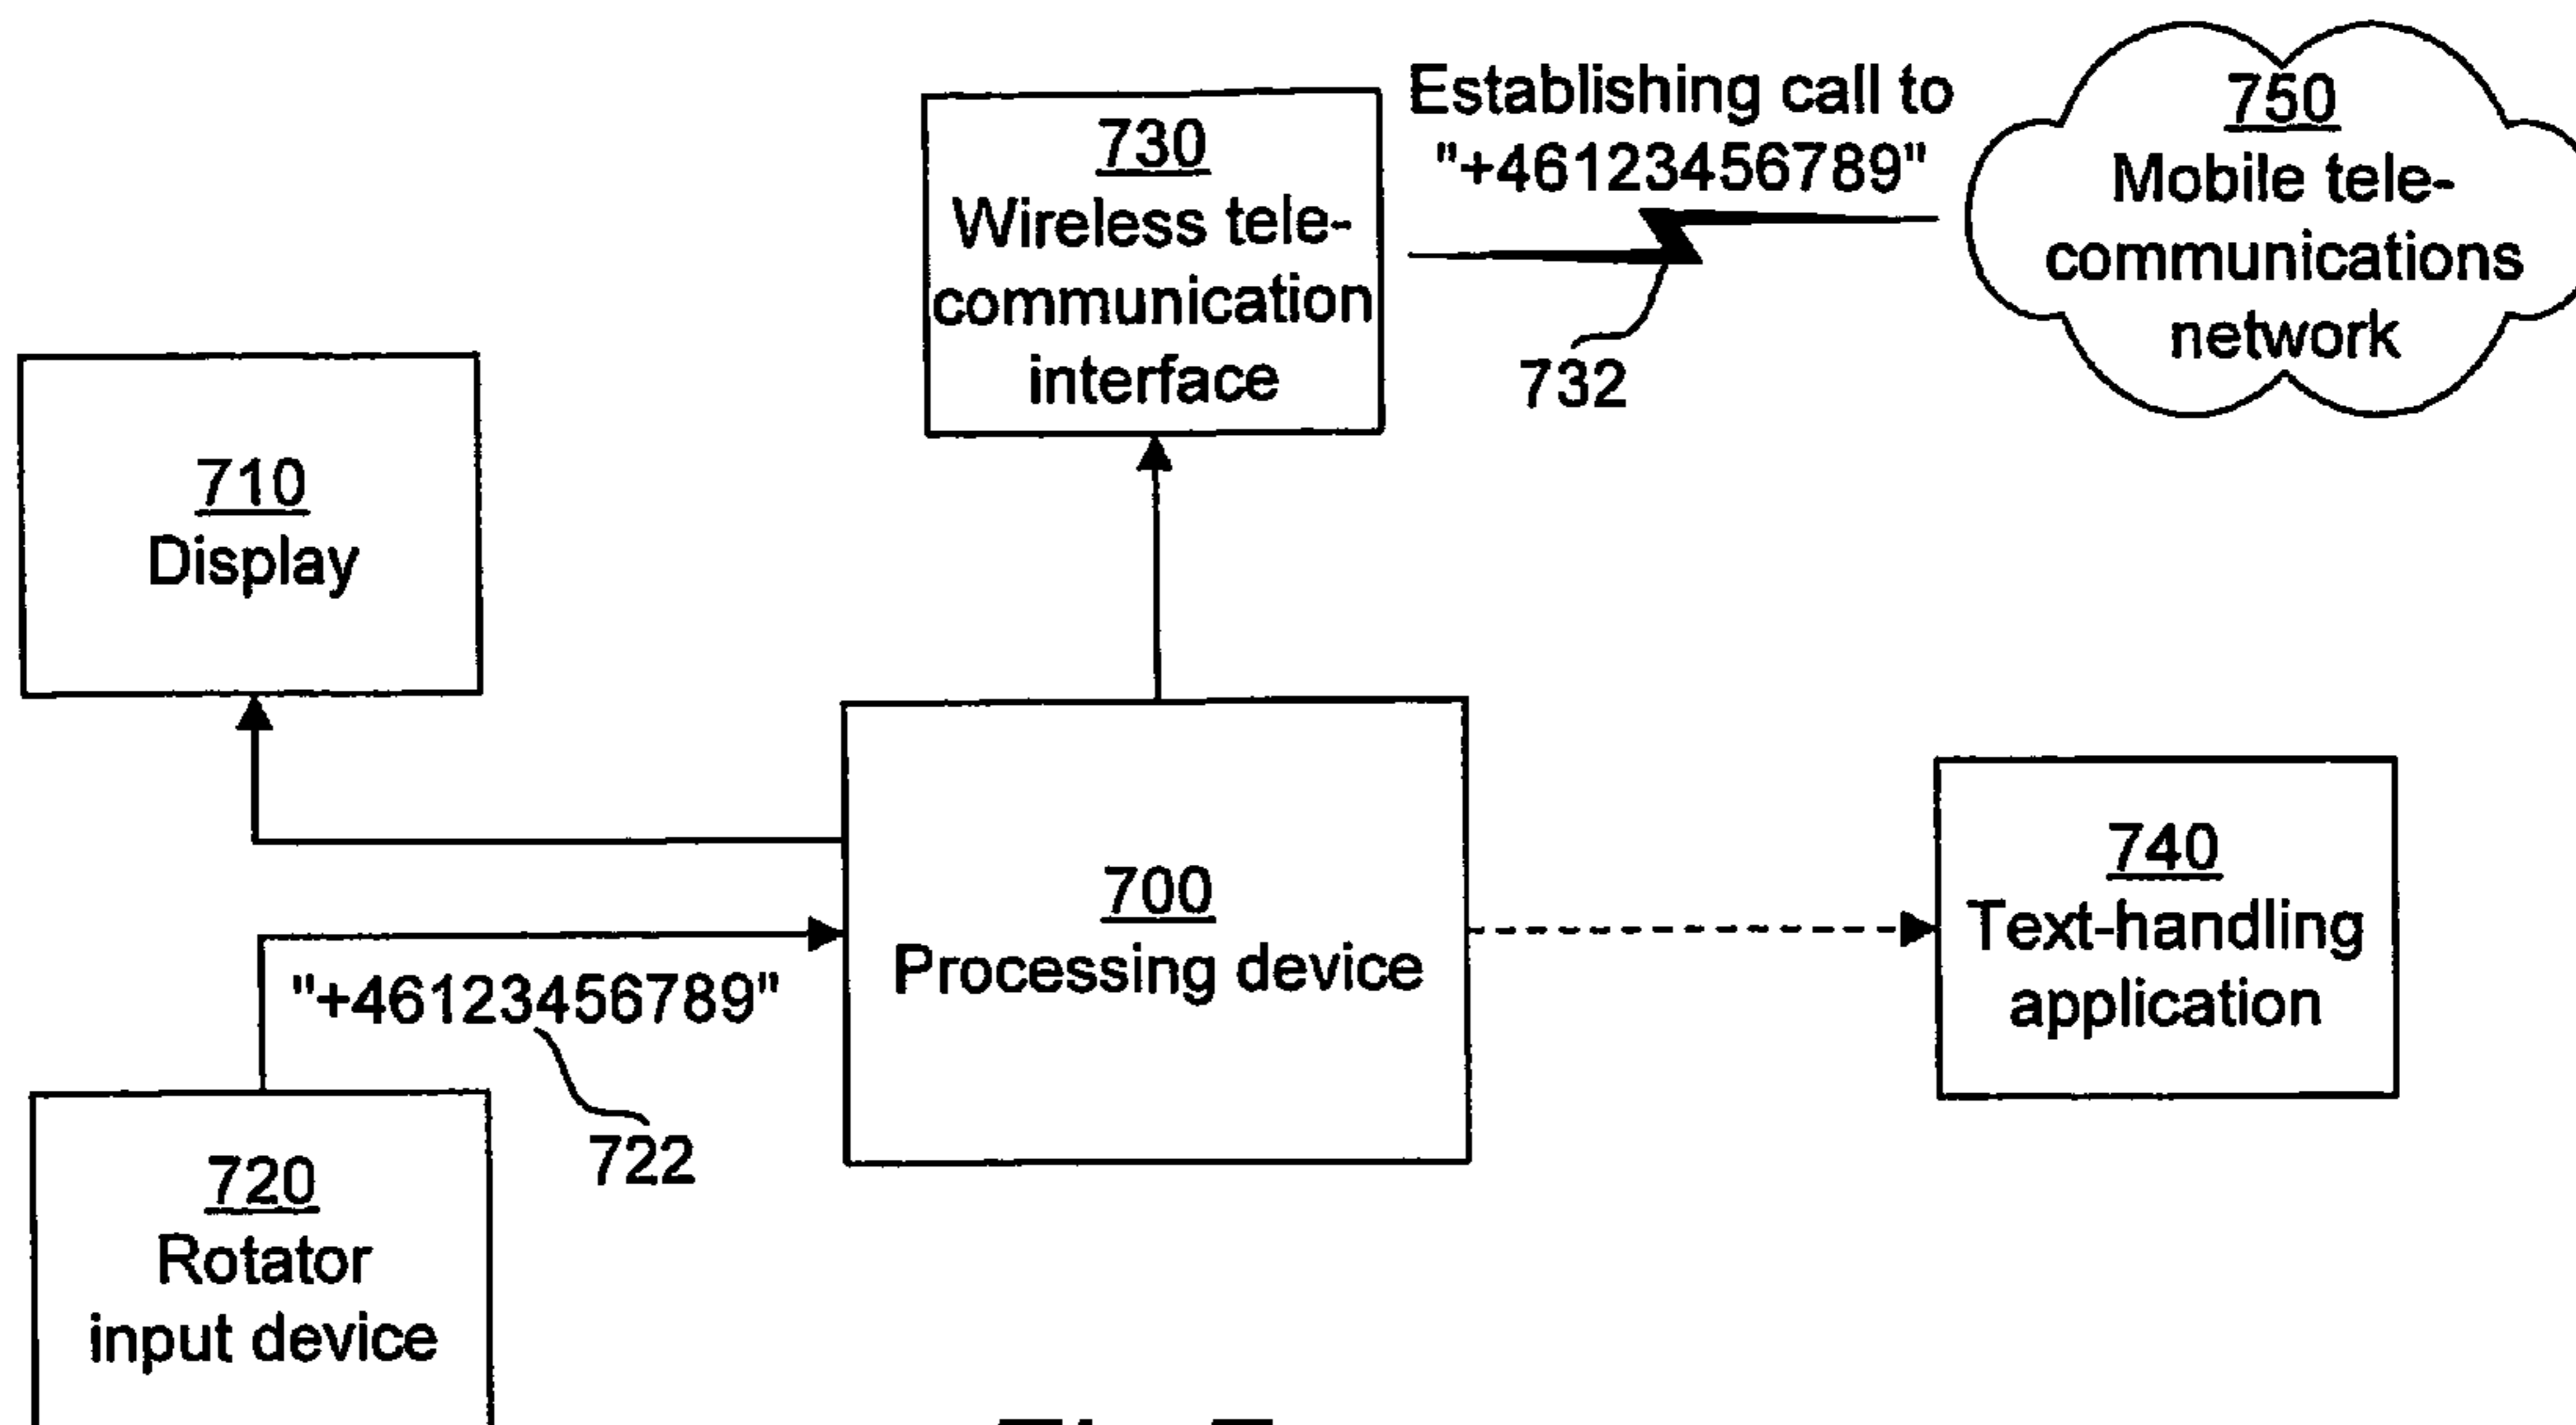 750
Mobile tele-
communications
network
Establishing call to
"+46123456789"
732
730
Wireless tele-
communication
interface
710
Display
700
Processing device
740
Text-handling
application
"+46123456789"
722
720
Rotator
input device